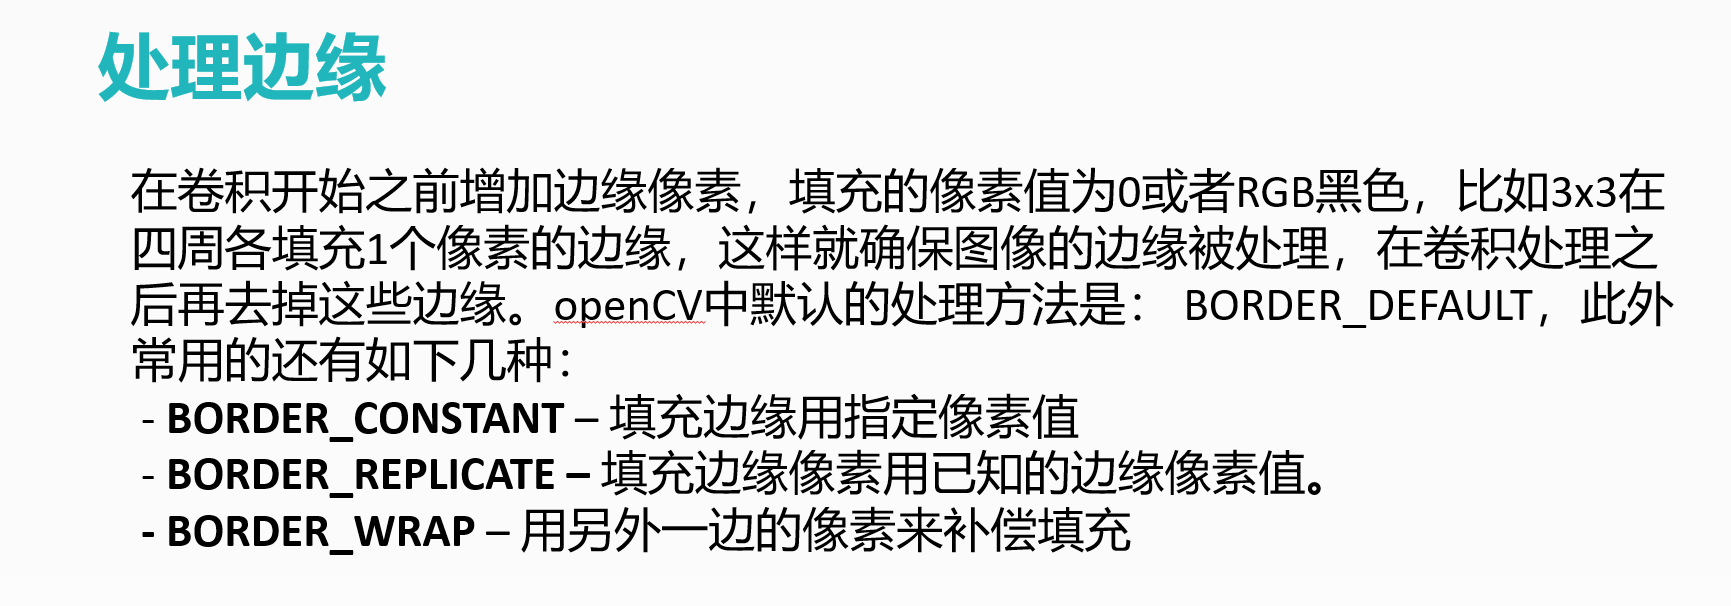 处理边缘
在卷积开始之前增加边缘像素，填充的像素值为0或者RGB黑色，比如3x3在
四周各填充1个像素的边缘，这样就确保图像的边缘被处理，在卷积处理之
后再去掉这些边缘。openCV中默认的处理方法是： BORDER_DEFAULT，此外
常用的还有如下几种：
- BORDER_CONSTANT – 填充边缘用指定像素值
- BORDER_REPLICATE – 填充边缘像素用已知的边缘像素值。
- BORDER_WRAP – 用另外一边的像素来补偿填充